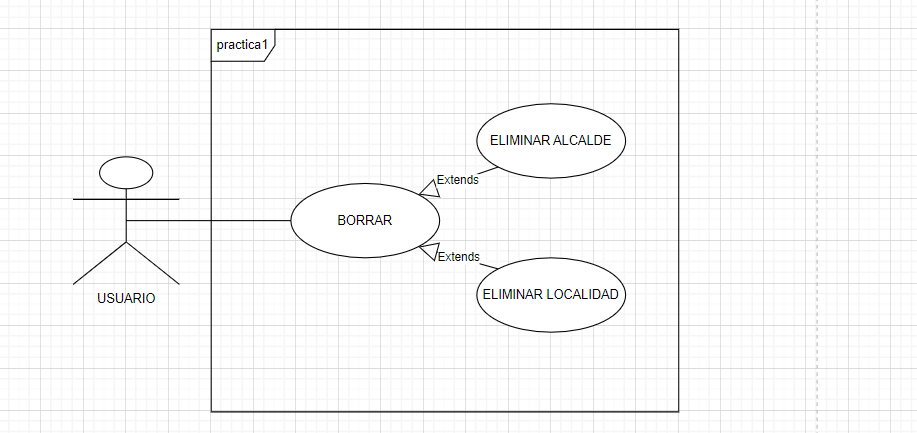 practica1
ELIMINAR ALCALDE
Extends
BORRAR
Extends
ELIMINAR LOCALIDAD
USUARIO